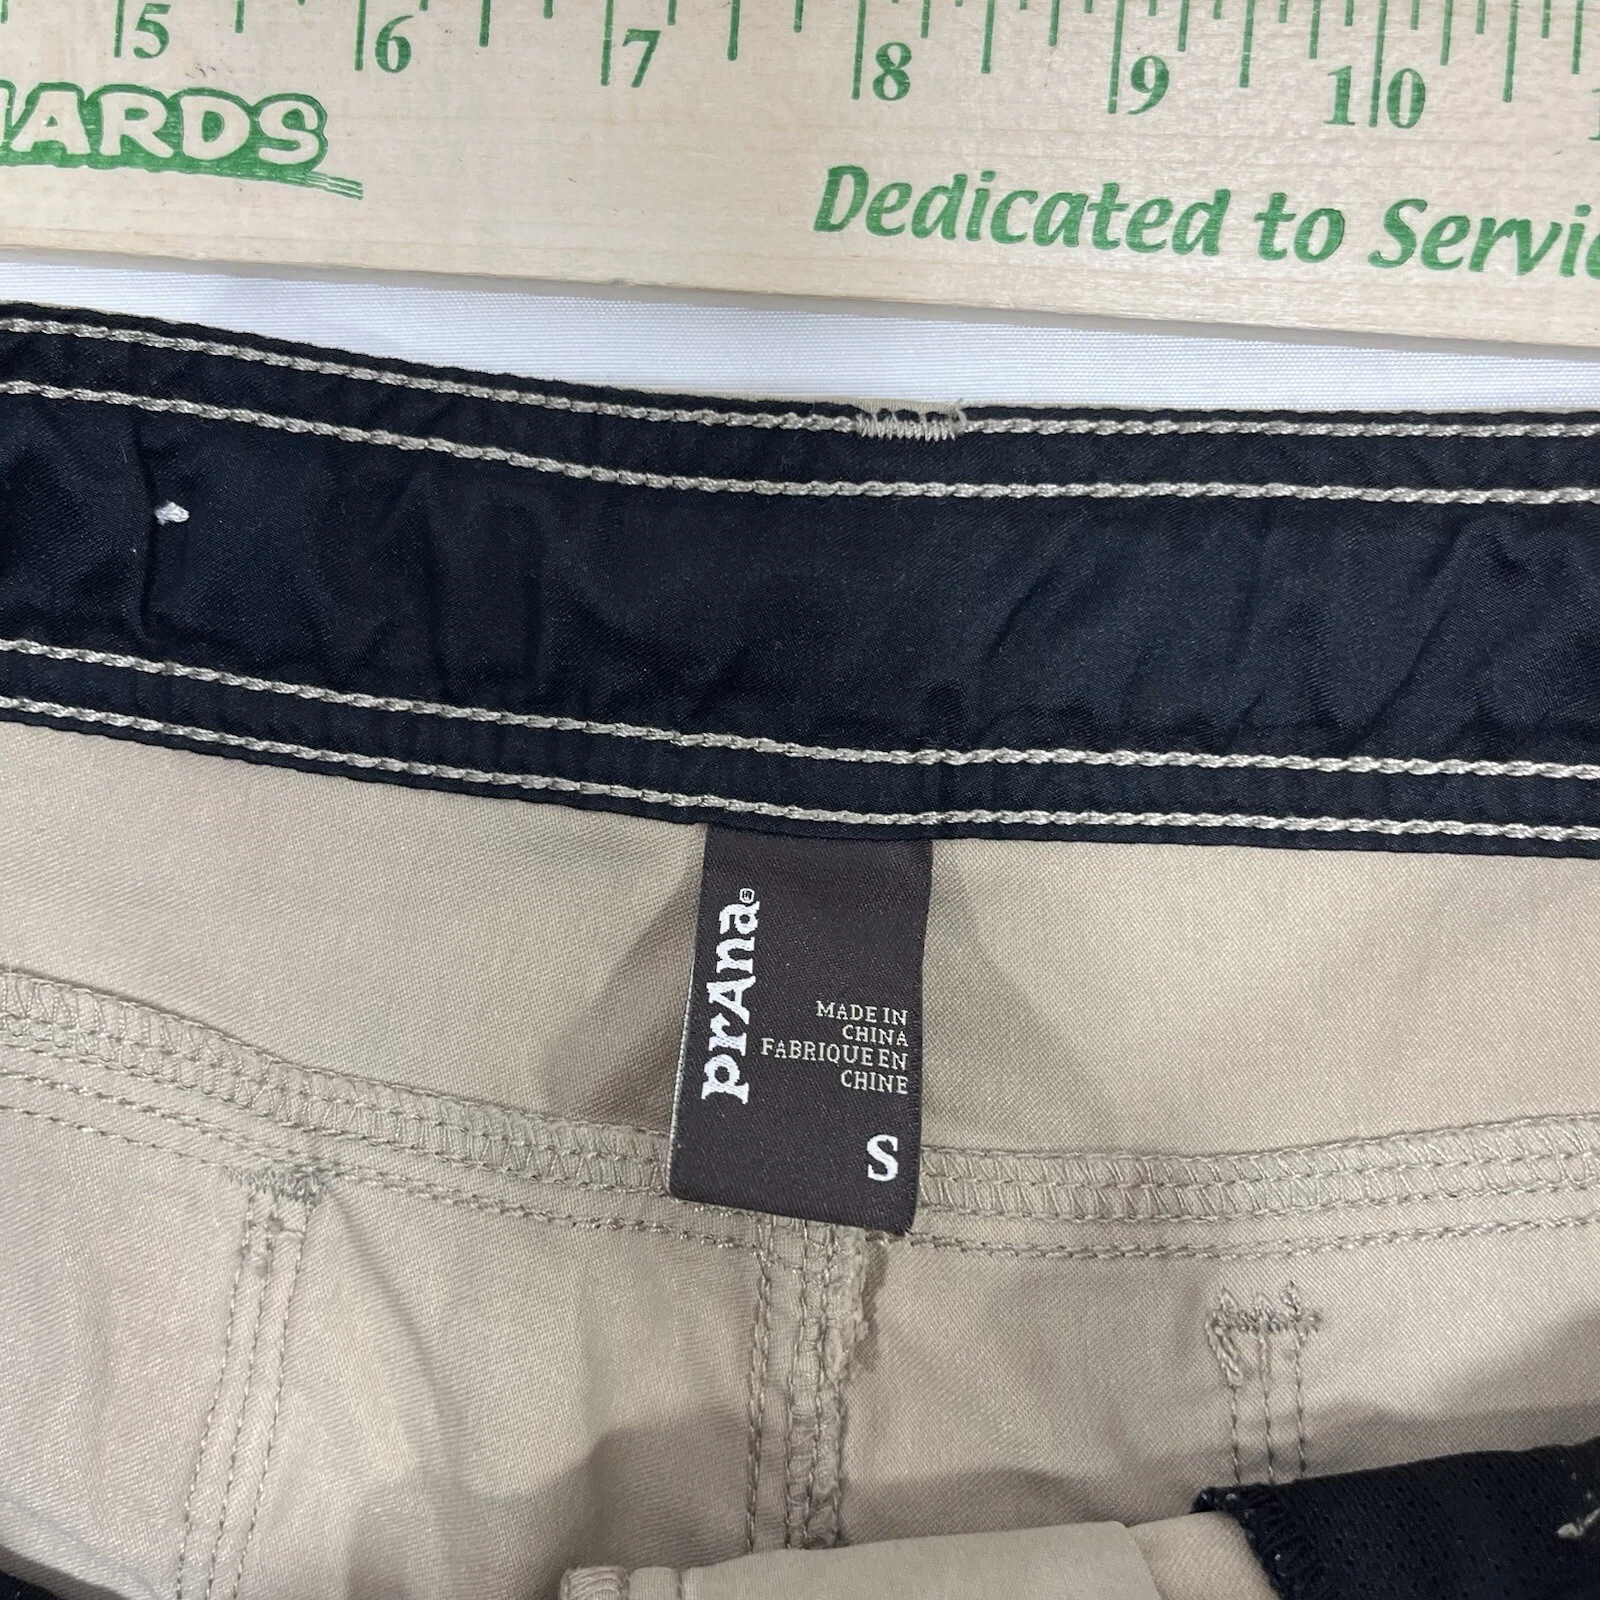 5 6 7 8 9 10
ARDS
Dedicated to Servi
prAna®
MADE IN
CHINA
FABRIQUE EN
CHINE
S